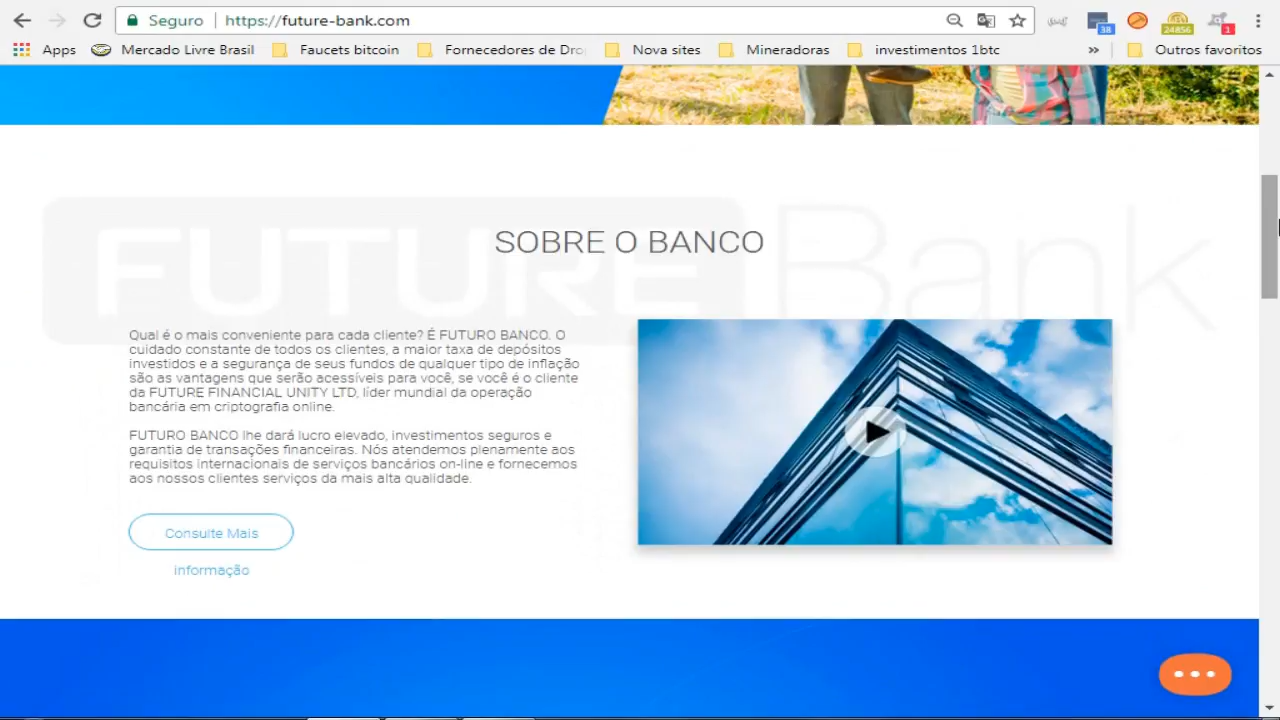 Seguro
https://future-bank.com
38
24856
1
Apps
Mercado Livre Brasil
Faucets bitcoin
Fornecedores de Dro
Nova sites
Mineradoras
investimentos 1btc
»
Outros favoritos
FUTURE Bank
SOBRE O BANCO
Qual é o mais conveniente para cada cliente? É FUTURO BANCO. O
cuidado constante de todos os clientes, a maior taxa de depósitos
investidos e a segurança de seus fundos de qualquer tipo de inflação
são as vantagens que serão acessíveis para você, se você é o cliente
da FUTURE FINANCIAL UNITY LTD, líder mundial da operação
bancária em criptografia online.
FUTURO BANCO lhe dará lucro elevado, investimentos seguros e
garantia de transações financeiras. Nós atendemos plenamente aos
requisitos internacionais de serviços bancários on-line e fornecemos
aos nossos clientes serviços da mais alta qualidade.
Consulte Mais
informação